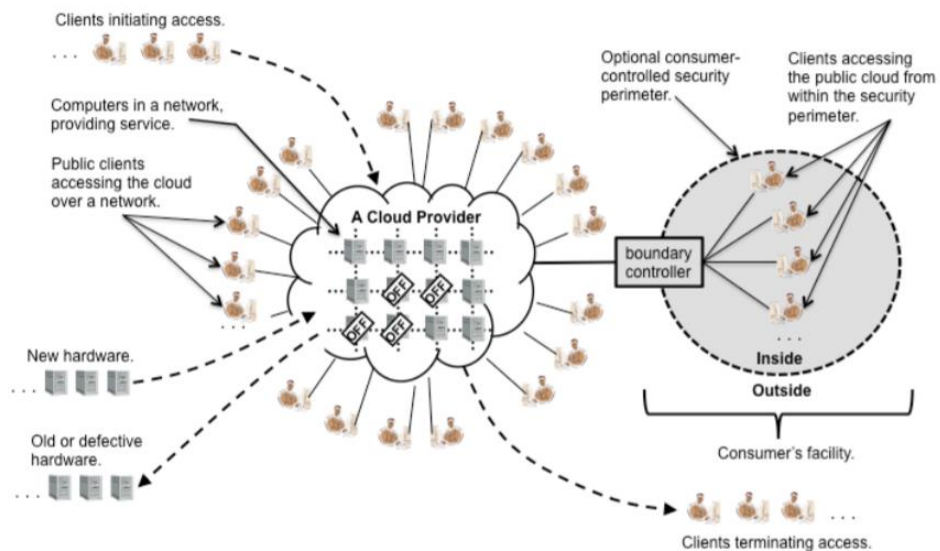 Clients initiating access.
. . .
Computers in a network,
providing service.
Public clients
accessing the cloud
over a network.
. . .
New hardware.
. . .
Old or defective
hardware.
. . .
A Cloud Provider
OFF
OFF
OFF
OFF
Optional consumer-
controlled security
perimeter.
Clients accessing
the public cloud from
within the security
perimeter.
boundary
controller
. . .
Inside
Outside
Consumer's facility.
. . .
Clients terminating access.